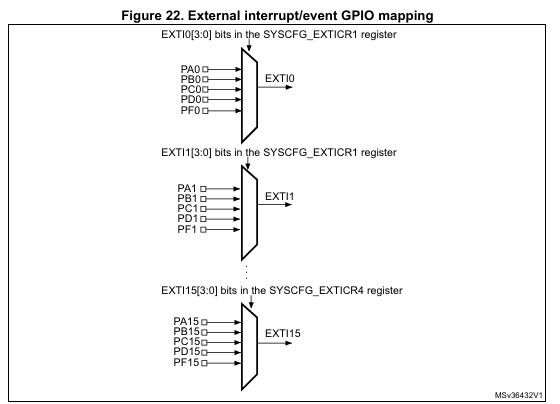 Figure 22. External interrupt/event GPIO mapping
EXTI0[3:0] bits in the SYSCFG_EXTICR1 register
PA0
PB0
PC0
PD0
PF0
EXTI0
EXTI1[3:0] bits in the SYSCFG_EXTICR1 register
PA1
PB1
PC1
PD1
PF1
EXTI1
EXTI15[3:0] bits in the SYSCFG_EXTICR4 register
PA15
PB15
PC15
PD15
PF15
EXTI15
MSv36432V1